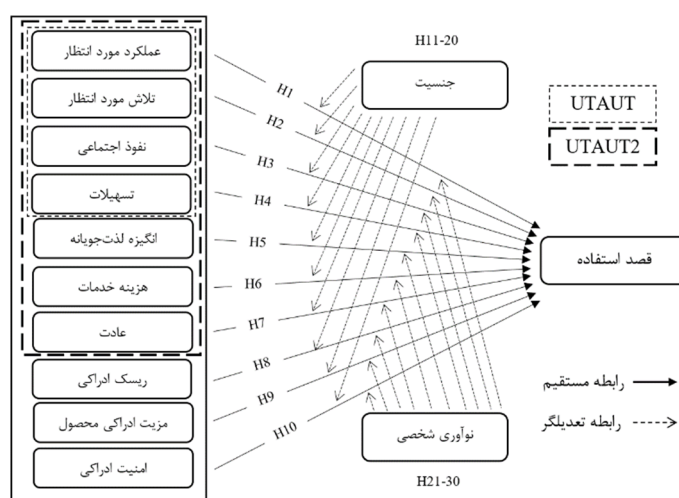 عملکرد مورد انتظار
تلاش مورد انتظار
نفوذ اجتماعی
تسهیلات
انگیزه لذت‌جویانه
هزینه خدمات
عادت
ریسک ادراکی
مزیت ادراکی محصول
امنیت ادراکی
H1
H2
H3
H4
H5
H6
H7
H8
H9
H10
H11-20
جنسیت
نوآوری شخصی
H21-30
UTAUT
UTAUT2
قصد استفاده
رابطه مستقیم
رابطه تعدیلگر